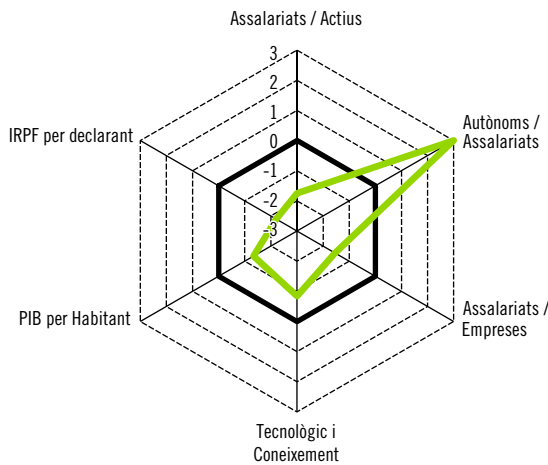 Assalariats / Actius
3
2
1
0
-1
-2
-3
IRPF per declarant
Autònoms /
Assalariats
PIB per Habitant
Assalariats /
Empreses
Tecnològic i
Coneixement